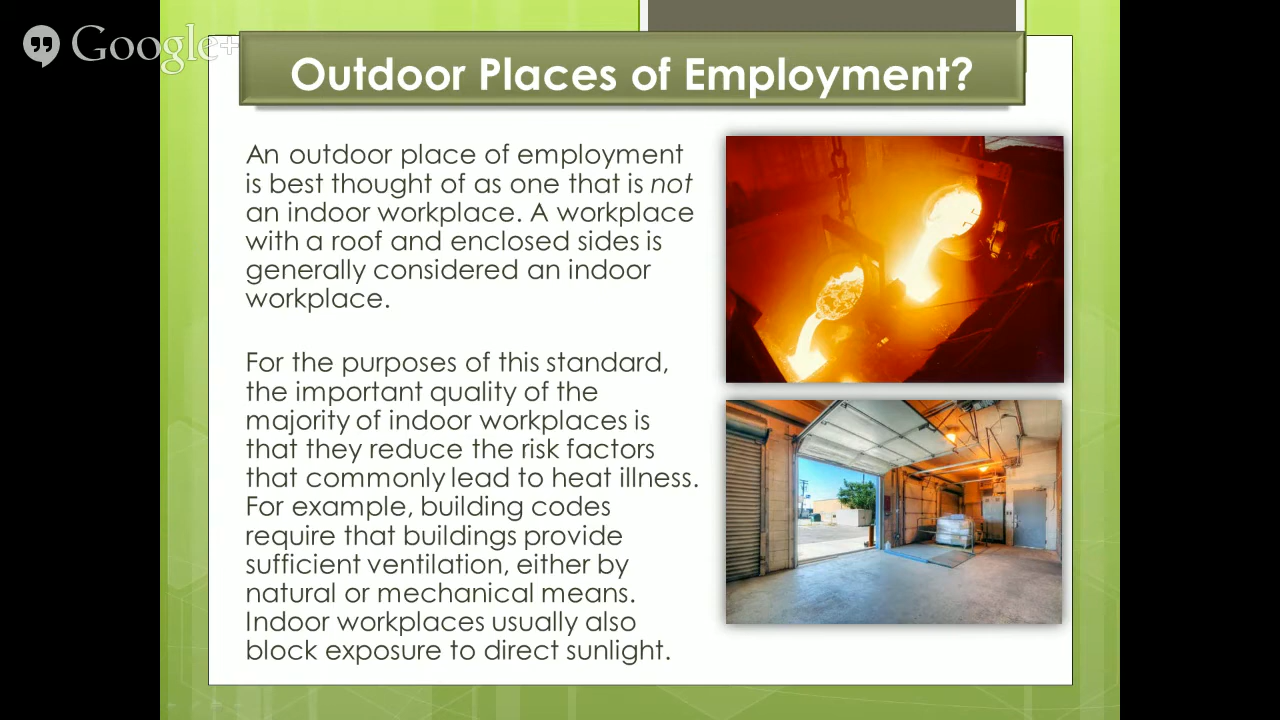 Google+
Outdoor Places of Employment?
An outdoor place of employment
is best thought of as one that is not
an indoor workplace. A workplace
with a roof and enclosed sides is
generally considered an indoor
workplace.
For the purposes of this standard,
the important quality of the
majority of indoor workplaces is
that they reduce the risk factors
that commonly lead to heat illness.
For example, building codes
require that buildings provide
sufficient ventilation, either by
natural or mechanical means.
Indoor workplaces usually also
block exposure to direct sunlight.